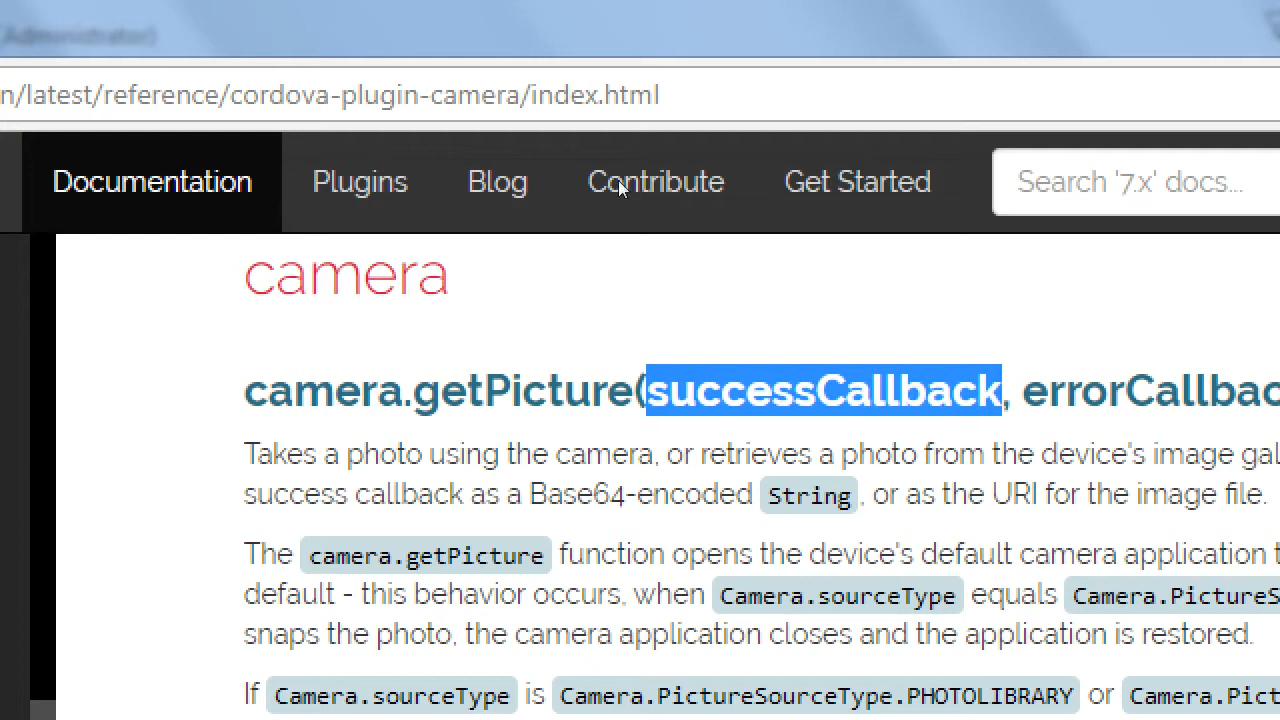 (Administrator)
n/latest/reference/cordova-plugin-camera/index.html
Documentation Plugins Blog Contribute Get Started Search '7.x' docs...
camera
camera.getPicture(successCallback, errorCallbac
Takes a photo using the camera, or retrieves a photo from the device's image gal
success callback as a Base64-encoded String, or as the URI for the image file.
The camera.getPicture function opens the device's default camera application t
default - this behavior occurs, when Camera.sourceType equals Camera.PictureS
snaps the photo, the camera application closes and the application is restored.
If Camera.sourceType is Camera.PictureSourceType.PHOTOLIBRARY or Camera.Pict